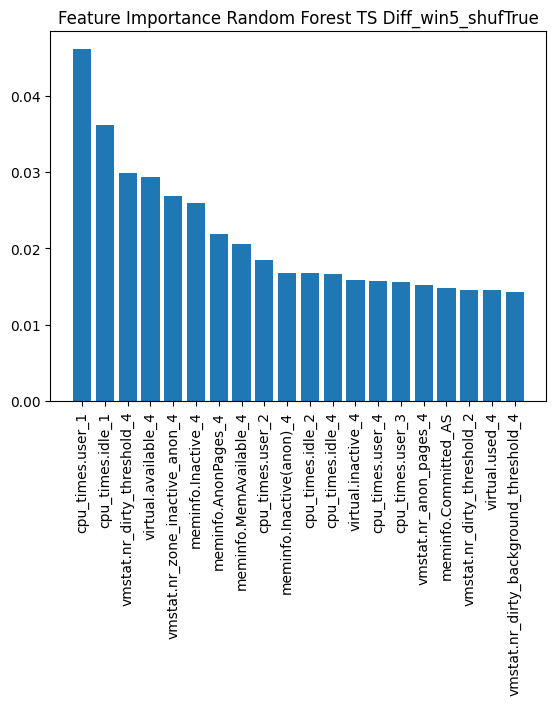 Feature Importance Random Forest TS Diff_win5_shufTrue
0.04
0.03
0.02
0.01
0.00
cpu_times.user_1
cpu_times.idle_1
vmstat.nr_dirty_threshold_4
virtual.available_4
vmstat.nr_zone_inactive_anon_4
meminfo.Inactive_4
meminfo.AnonPages_4
meminfo.MemAvailable_4
cpu_times.user_2
meminfo.Inactive(anon)_4
cpu_times.idle_2
cpu_times.idle_4
virtual.inactive_4
cpu_times.user_4
cpu_times.user_3
vmstat.nr_anon_pages_4
meminfo.Committed_AS
vmstat.nr_dirty_threshold_2
virtual.used_4
vmstat.nr_dirty_background_threshold_4